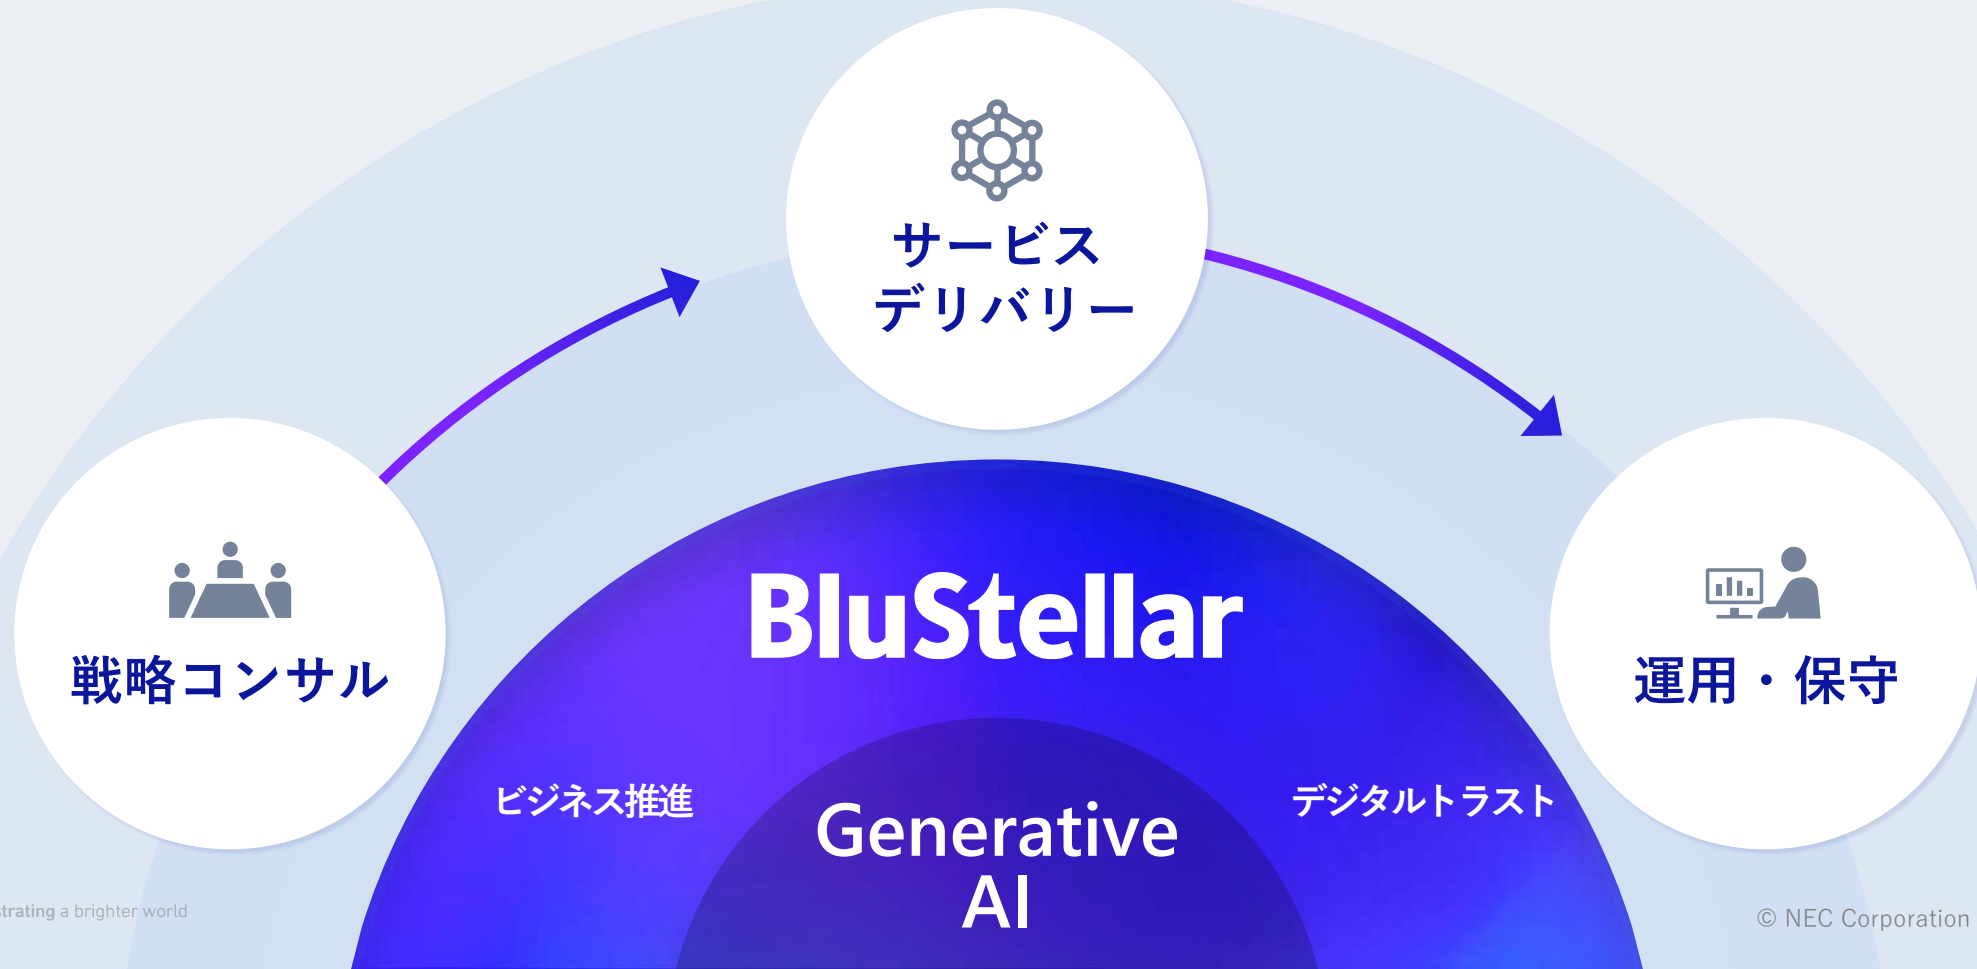 サービス
デリバリー
戦略コンサル
運用・保守
BluStellar
ビジネス推進
デジタルトラスト
Generative
AI
trating a brighter world
© NEC Corporation